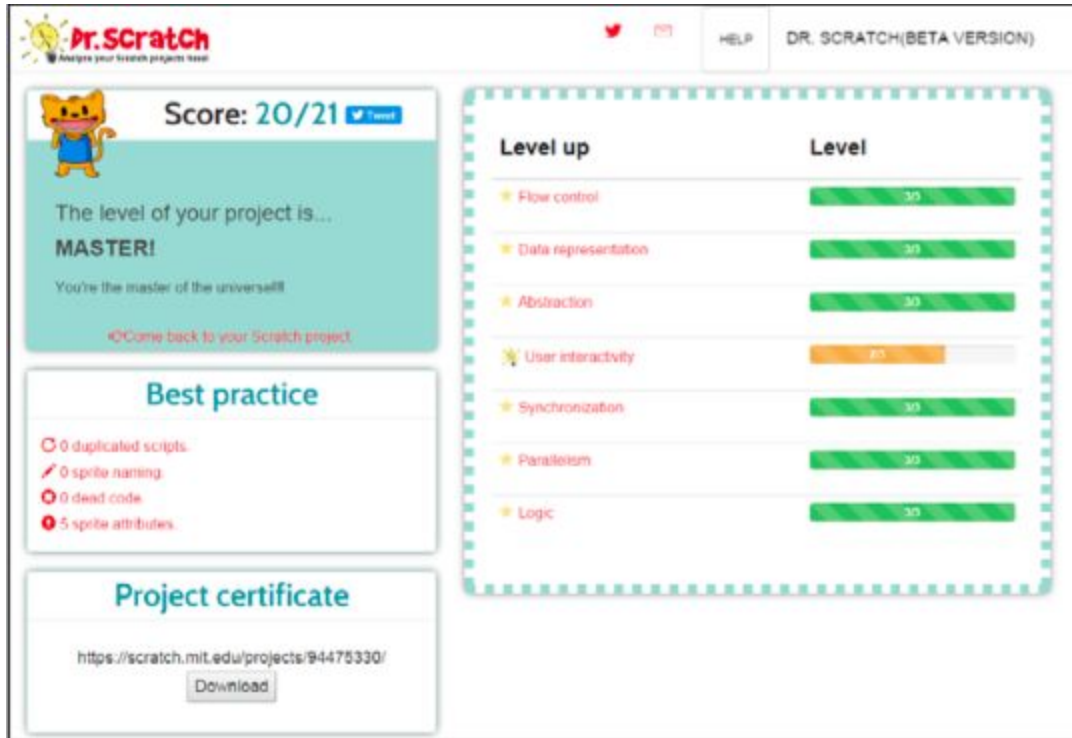 Dr.Scratch
Analyze your Scratch projects here!
HELP
DR. SCRATCH(BETA VERSION)
Score: 20/21 Tweet
The level of your project is...
MASTER!
You're the master of the universe!!!
Come back to your Scratch project
Best practice
0 duplicated scripts.
0 sprite naming.
0 dead code.
5 sprite attributes.
Project certificate
https://scratch.mit.edu/projects/94475330/
Download
Level up Level
Flow control 3/3
Data representation 3/3
Abstraction 3/3
User interactivity 2/3
Synchronization 3/3
Parallelism 3/3
Logic 3/3